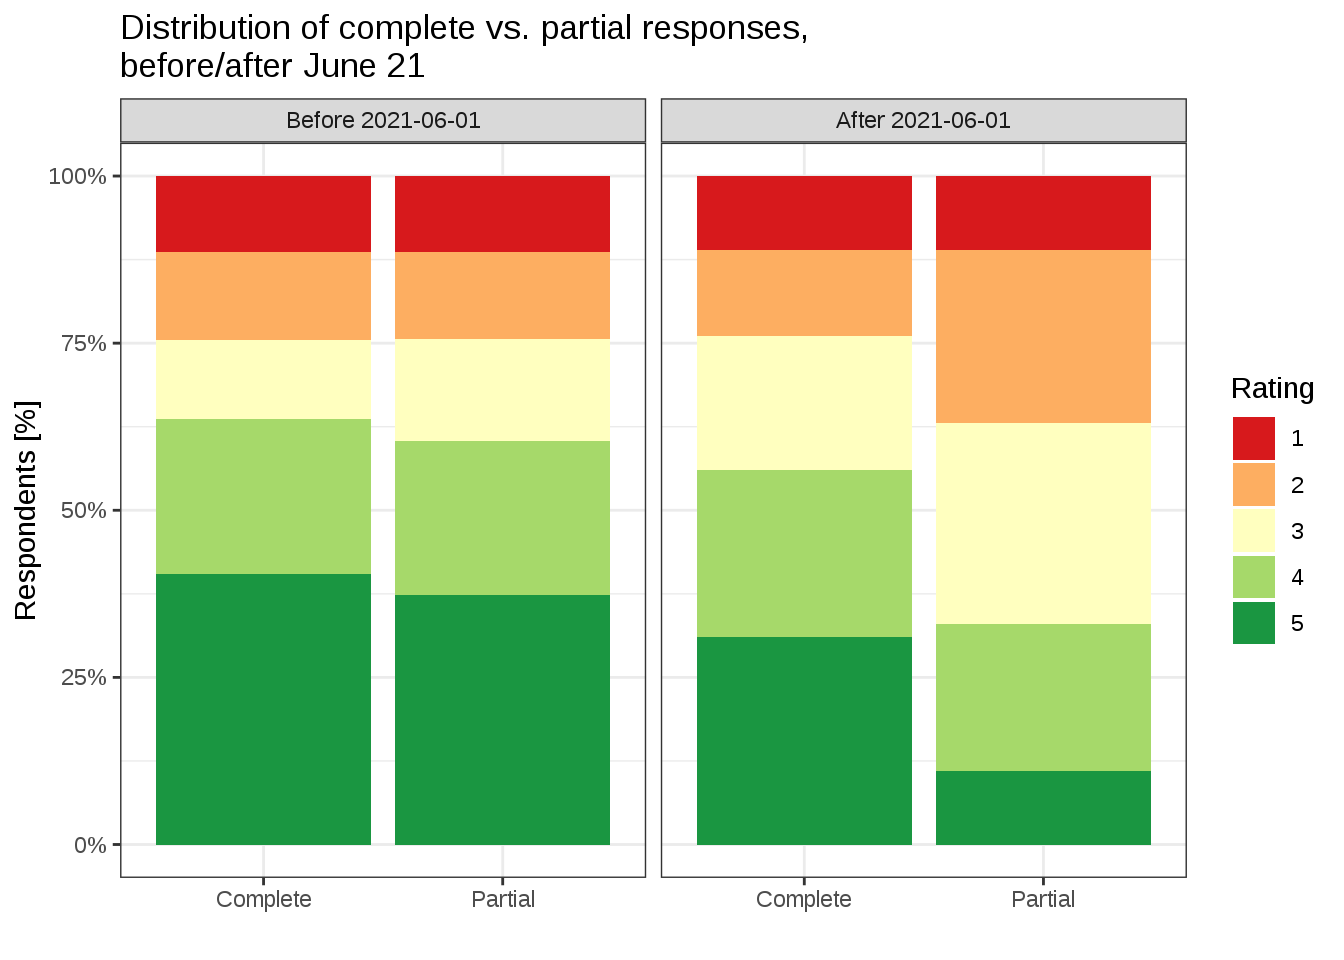 Distribution of complete vs. partial responses,
before/after June 21
Before 2021-06-01
After 2021-06-01
Respondents [%]
100%
75%
50%
25%
0%
Complete
Partial
Complete
Partial
Rating
1
2
3
4
5